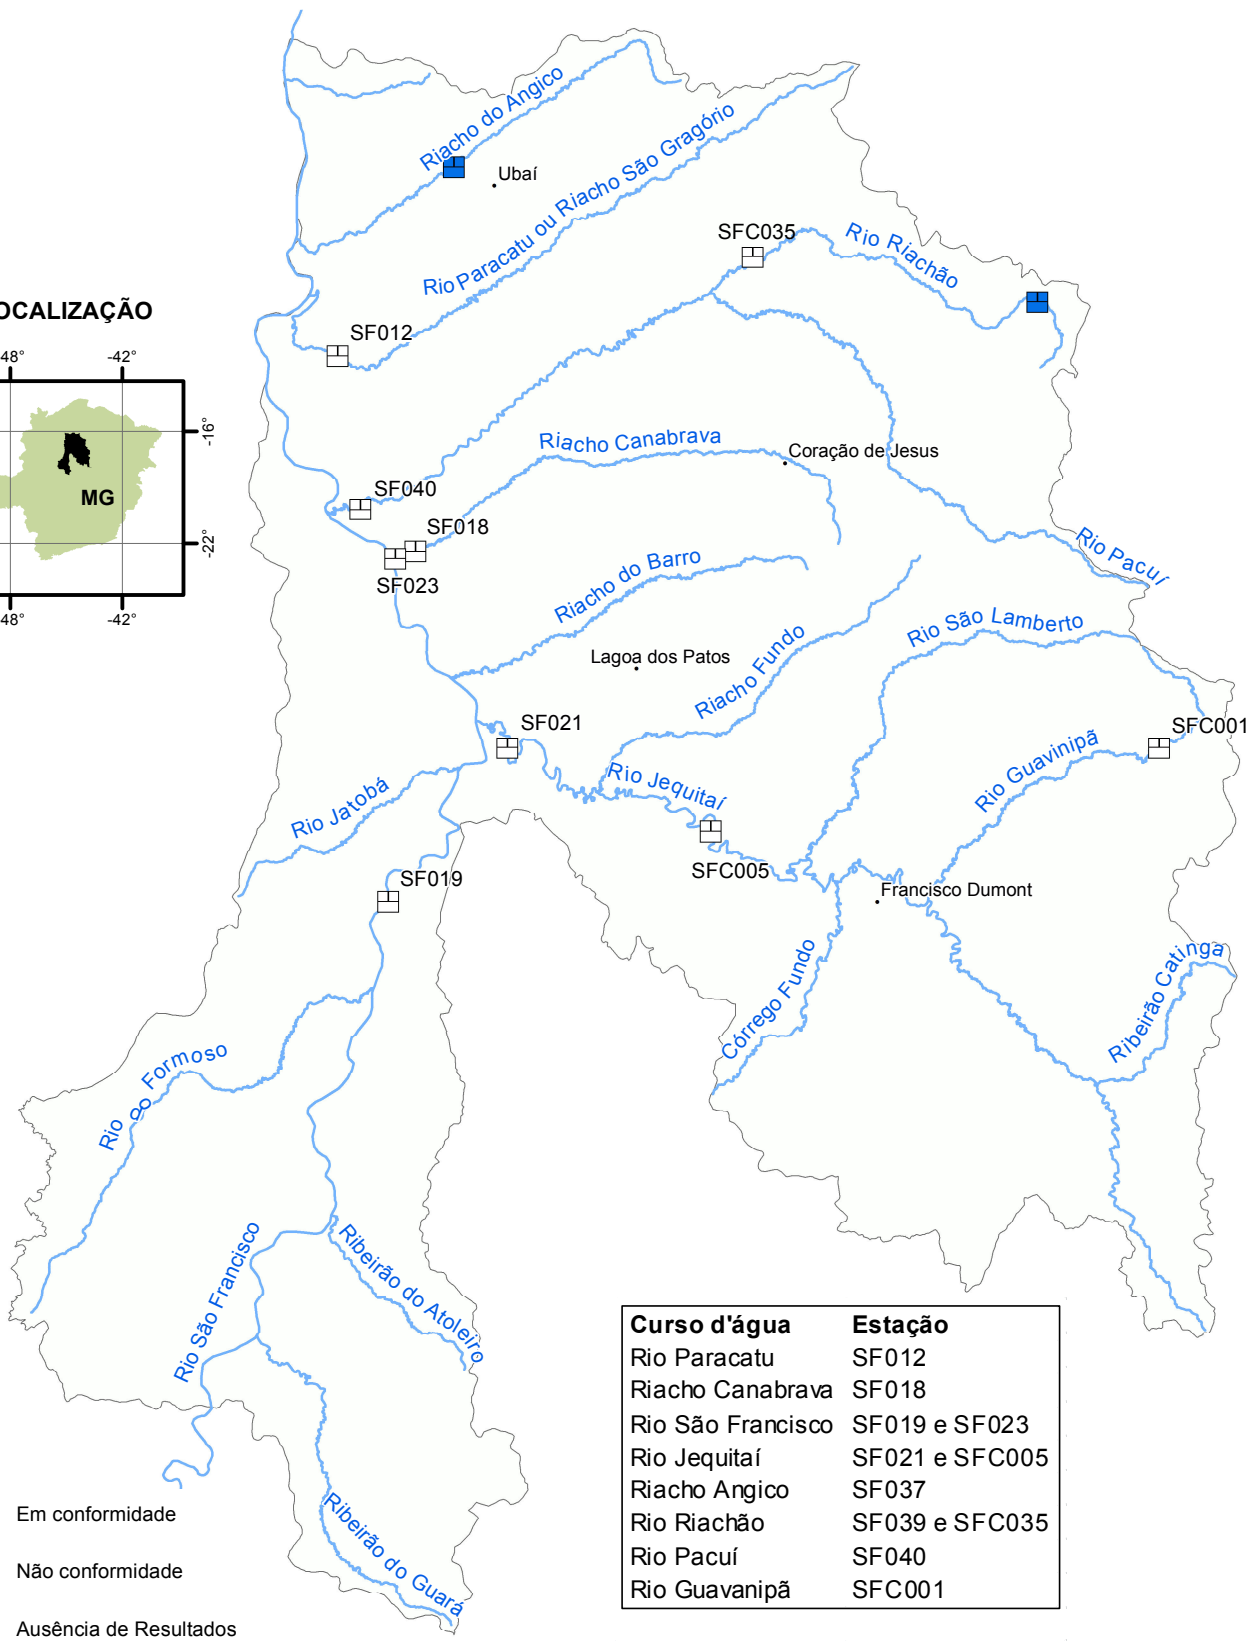 Riacho do Angico
Ubaí
Rio Paracatu ou Riacho São Gragório
SFC035
Rio Riachão
OCALIZAÇÃO
48°
-42°
-16°
MG
-22°
48°
-42°
SF012
Riacho Canabrava
Coração de Jesus
SF040
SF018
SF023
Rio Pacuí
Riacho do Barro
Rio São Lamberto
Lagoa dos Patos
Riacho Fundo
SF021
SFC001
Rio Guavinipã
Rio Jequitaí
Rio Jatobá
SFC005
SF019
Francisco Dumont
Córrego Fundo
Ribeirão Catinga
Rio do Formoso
Rio São Francisco
Ribeirão do Atoleiro
Ribeirão do Guará
Curso d'água Estação
Rio Paracatu SF012
Riacho Canabrava SF018
Rio São Francisco SF019 e SF023
Rio Jequitaí SF021 e SFC005
Riacho Angico SF037
Rio Riachão SF039 e SFC035
Rio Pacuí SF040
Rio Guavanipã SFC001
Em conformidade
Não conformidade
Ausência de Resultados